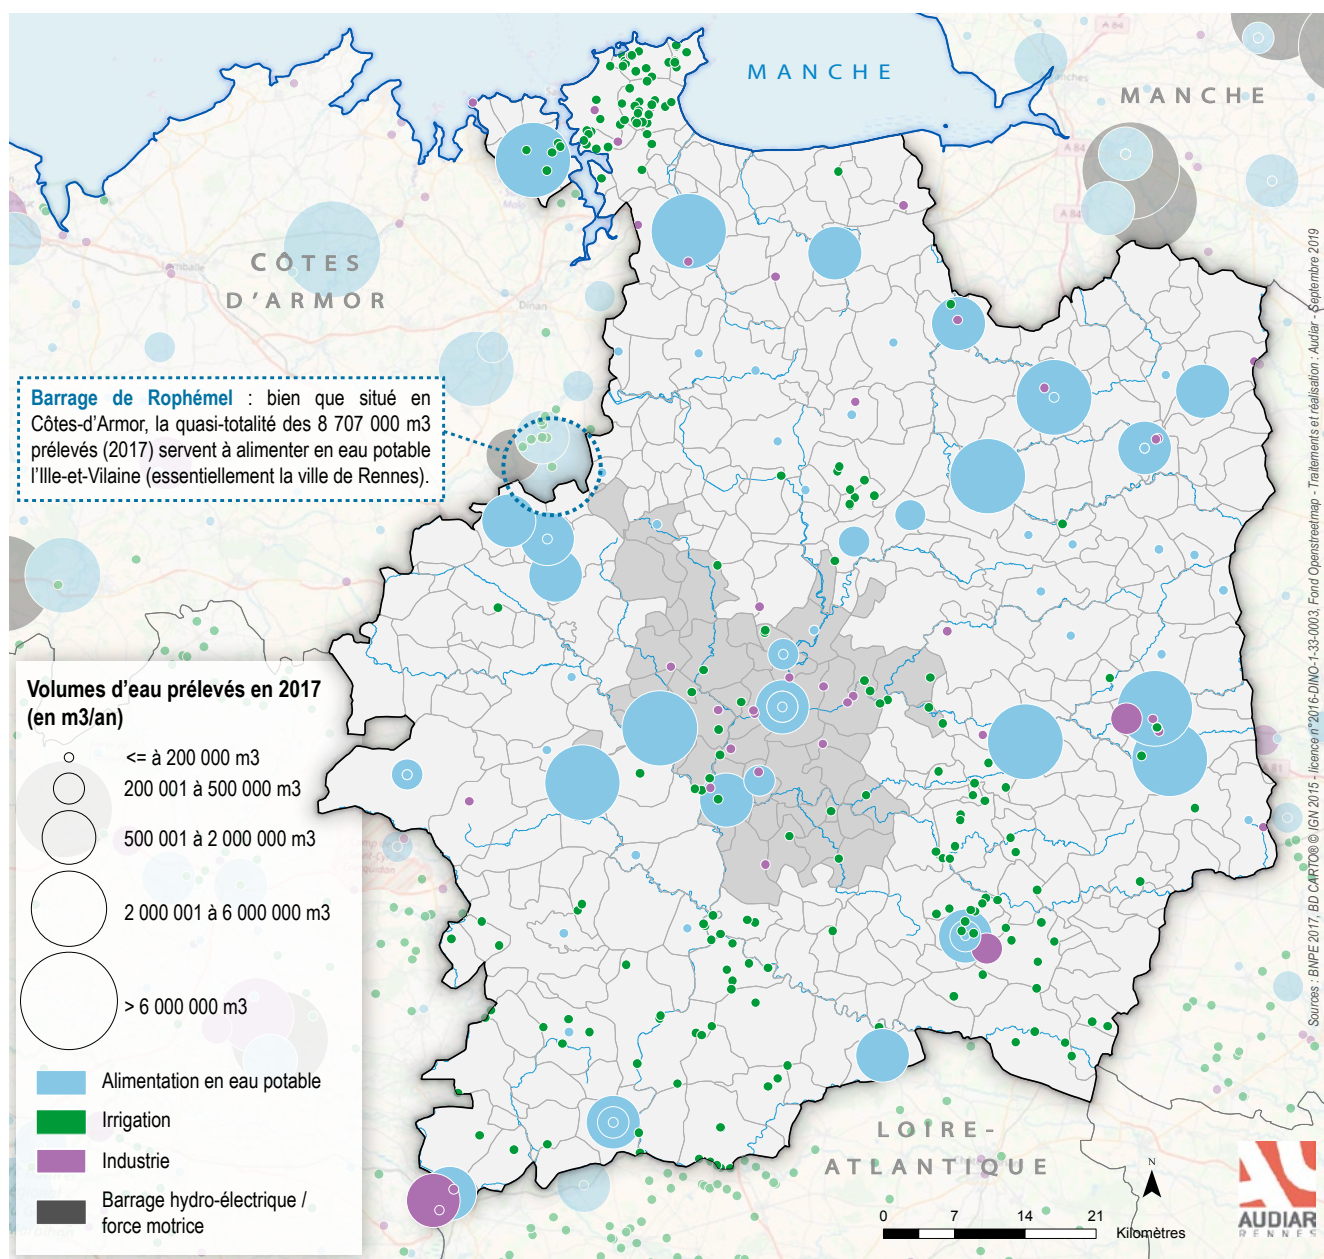 MANCHE
MANCHE
A 84
A 84
A 84
CÔTES
D'ARMOR
Dinan
Barrage de Rophémel : bien que situé en
Côtes-d'Armor, la quasi-totalité des 8 707 000 m3
prélevés (2017) servent à alimenter en eau potable
l'Ille-et-Vilaine (essentiellement la ville de Rennes).
Volumes d'eau prélevés en 2017
(en m3/an)
<= à 200 000 m3
200 001 à 500 000 m3
500 001 à 2 000 000 m3
2 000 001 à 6 000 000 m3
> 6 000 000 m3
Alimentation en eau potable
Irrigation
Industrie
Barrage hydro-électrique /
force motrice
LOIRE-
ATLANTIQUE
N
0 7 14 21
Kilomètres
AUDIAR
RENNES
Sources : BNPE 2017, BD CARTO® © IGN 2015 - licence n°2016-DINO-1-33-0003, Fond Openstreetmap - Traitements et réalisation : Audiar - Septembre 2019